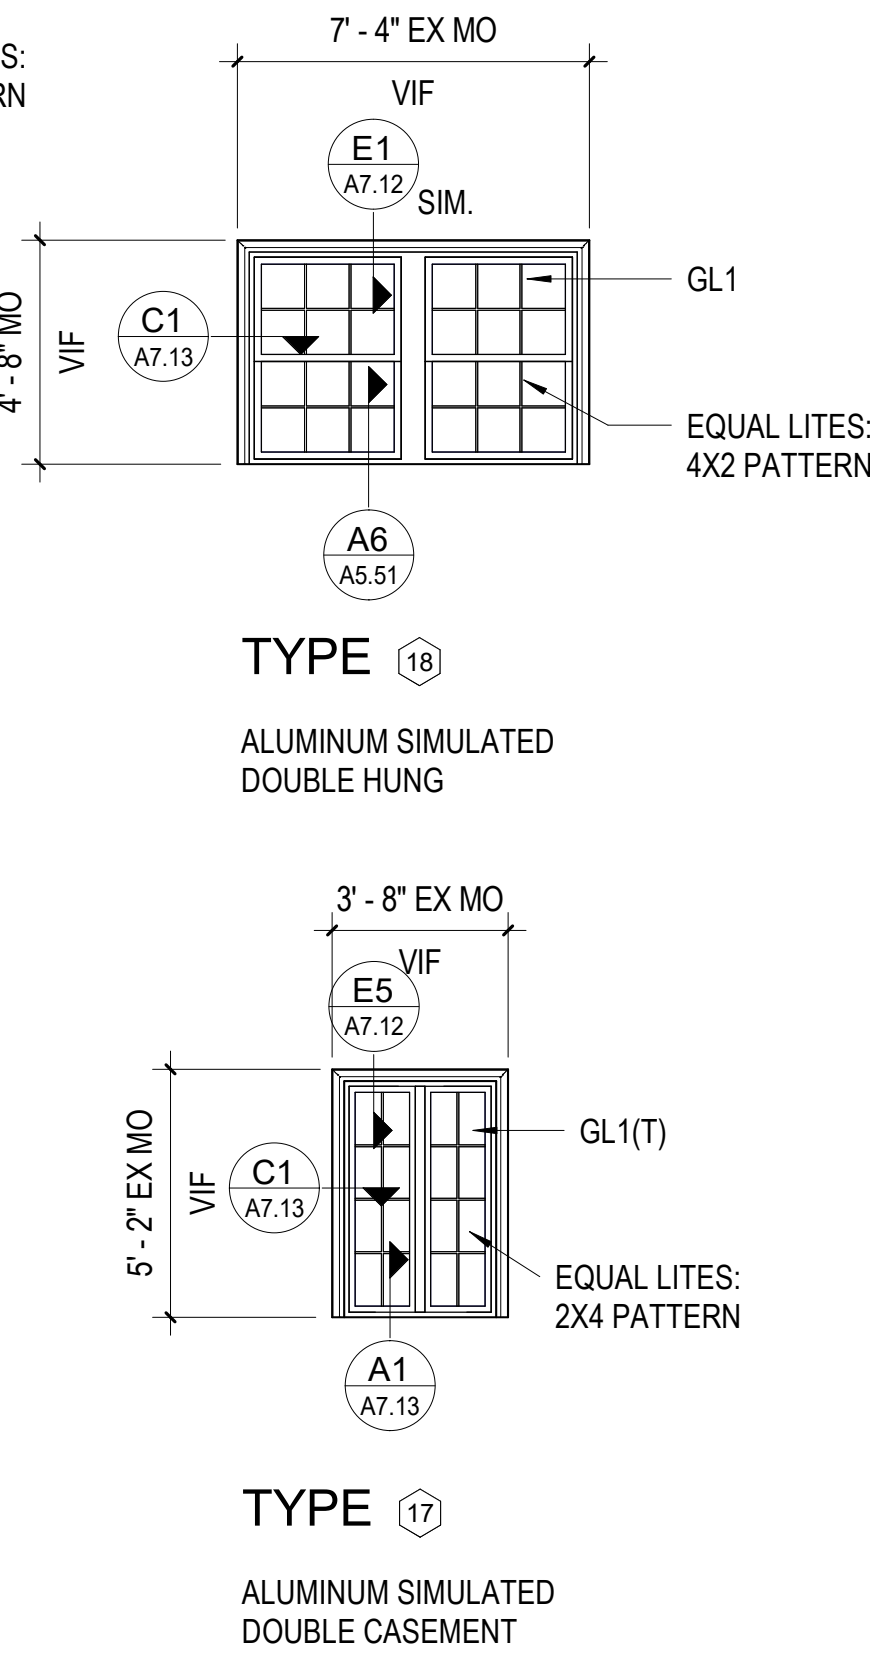 S:
RN
7' - 4" EX MO
VIF
E1
A7.12
SIM.
4' - 8" MO
VIF
C1
A7.13
GL1
EQUAL LITES:
4X2 PATTERN
A6
A5.51
TYPE 18
ALUMINUM SIMULATED
DOUBLE HUNG
3' - 8" EX MO
VIF
E5
A7.12
5' - 2" EX MO
VIF
C1
A7.13
GL1(T)
EQUAL LITES:
2X4 PATTERN
A1
A7.13
TYPE 17
ALUMINUM SIMULATED
DOUBLE CASEMENT